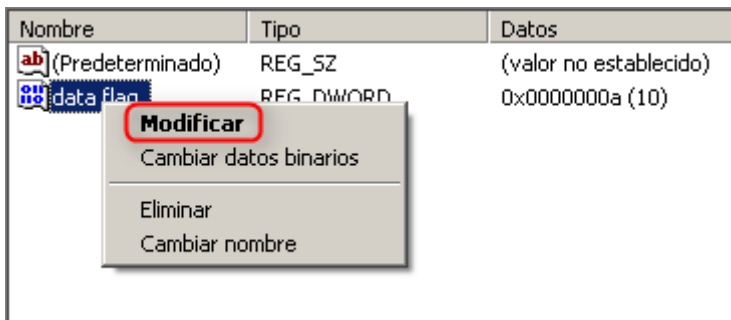 Nombre Tipo Datos
(Predeterminado) REG_SZ (valor no establecido)
data flag REG_DWORD 0x0000000a (10)
Modificar
Cambiar datos binarios
Eliminar
Cambiar nombre